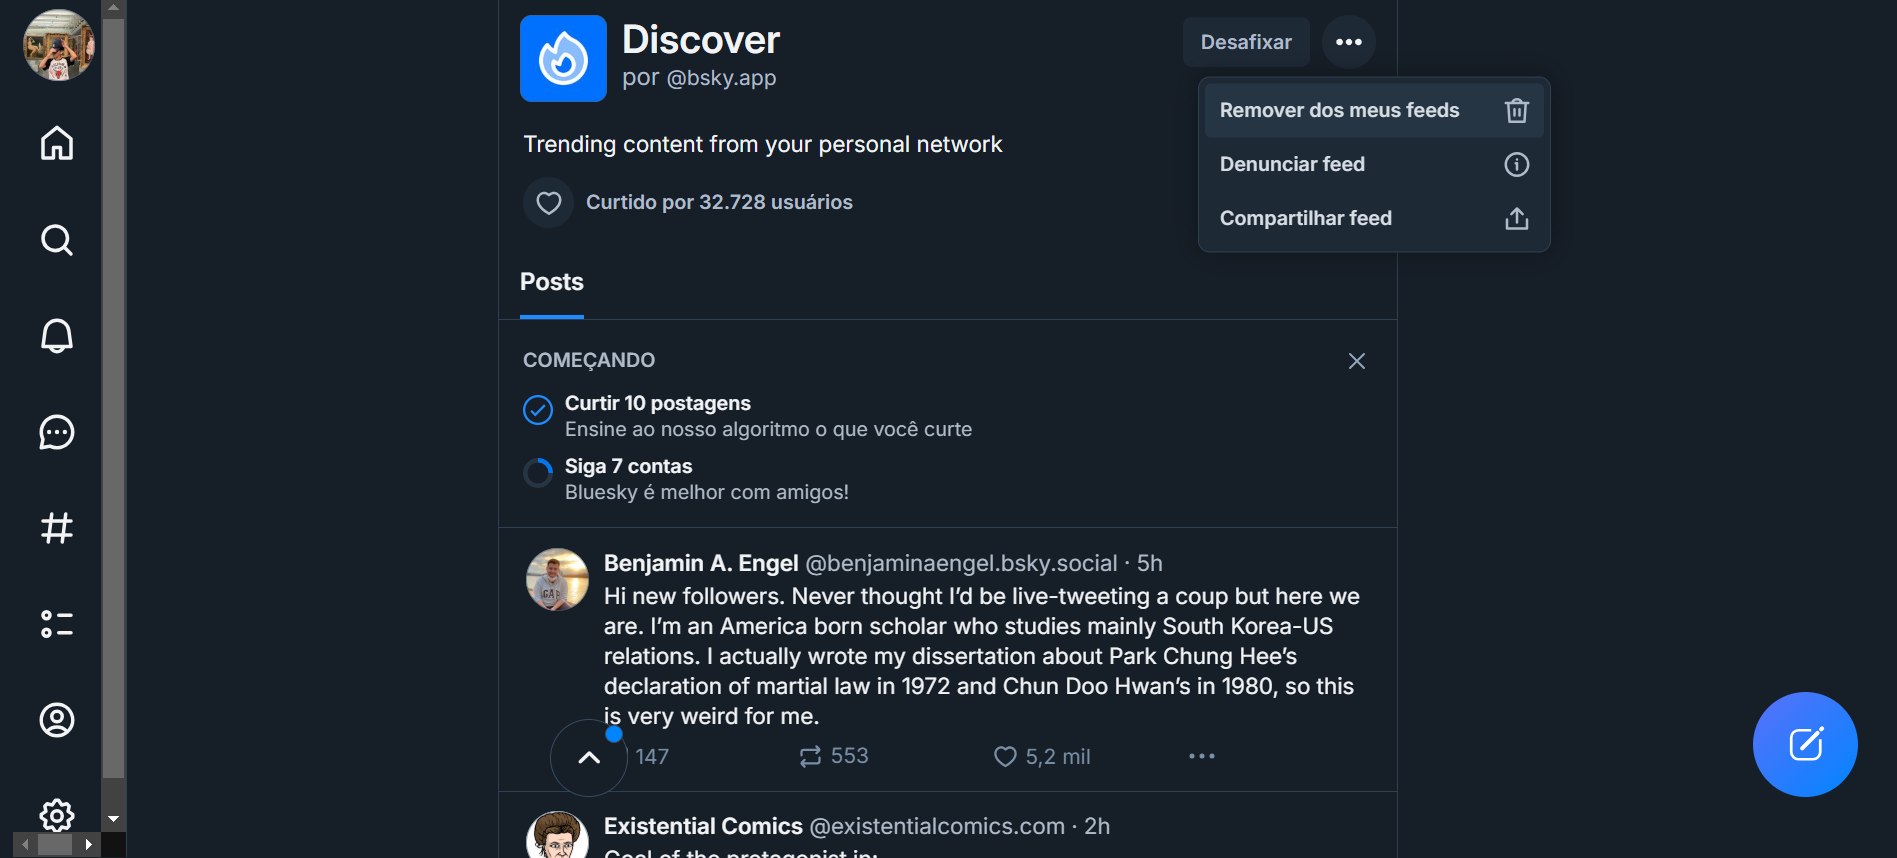 Discover
por @bsky.app
Desafixar
Remover dos meus feeds
Denunciar feed
Compartilhar feed
Trending content from your personal network
Curtido por 32.728 usuários
Posts
COMEÇANDO
Curtir 10 postagens
Ensine ao nosso algoritmo o que você curte
Siga 7 contas
Bluesky é melhor com amigos!
Benjamin A. Engel @benjaminaengel.bsky.social · 5h
Hi new followers. Never thought I’d be live-tweeting a coup but here we
are. I’m an America born scholar who studies mainly South Korea-US
relations. I actually wrote my dissertation about Park Chung Hee’s
declaration of martial law in 1972 and Chun Doo Hwan’s in 1980, so this
is very weird for me.
147 553 5,2 mil
Existential Comics @existentialcomics.com · 2h
Goal of the protagonist in: